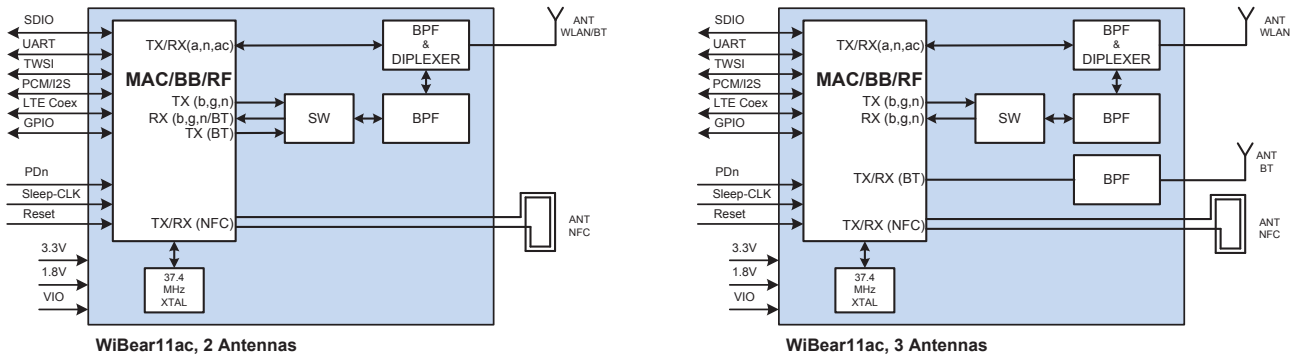 SDIO
UART
TWSI
PCM/I2S
LTE Coex
GPIO
PDn
Sleep-CLK
Reset
3.3V
1.8V
VIO
TX/RX(a,n,ac)
MAC/BB/RF
TX (b,g,n)
RX (b,g,n/BT)
TX (BT)
TX/RX (NFC)
37.4
MHz
XTAL
SW
BPF
&
DIPLEXER
BPF
ANT
WLAN/BT
ANT
NFC
WiBear11ac, 2 Antennas
SDIO
UART
TWSI
PCM/I2S
LTE Coex
GPIO
PDn
Sleep-CLK
Reset
3.3V
1.8V
VIO
TX/RX(a,n,ac)
MAC/BB/RF
TX (b,g,n)
RX (b,g,n)
TX/RX (BT)
TX/RX (NFC)
37.4
MHz
XTAL
SW
BPF
&
DIPLEXER
BPF
BPF
ANT
WLAN
ANT
BT
ANT
NFC
WiBear11ac, 3 Antennas